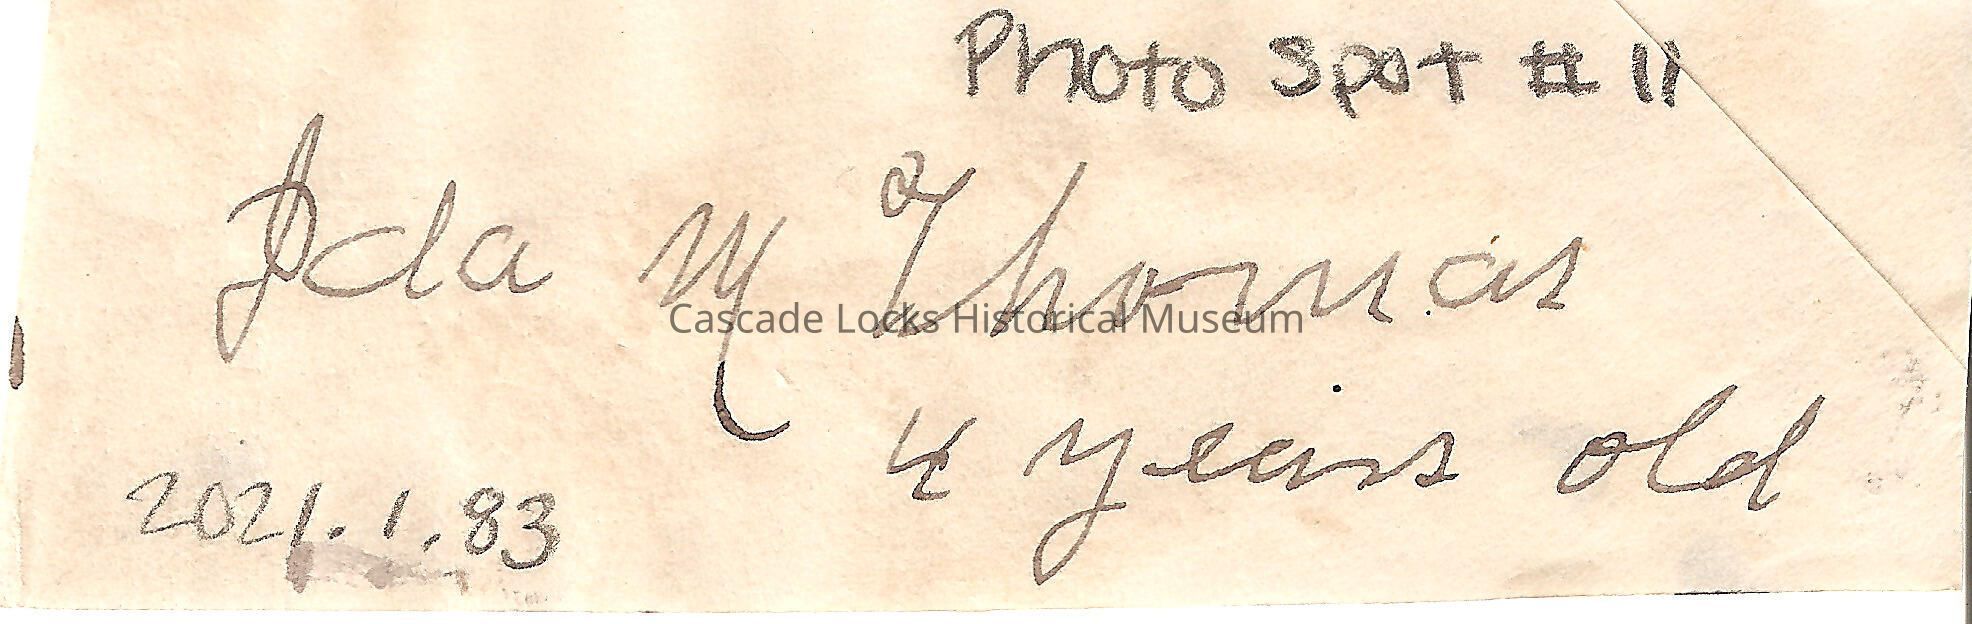 Photo Spot # 11
Ida M Thomas
Cascade Locks Historical Museum
4 years old
2021.1.83